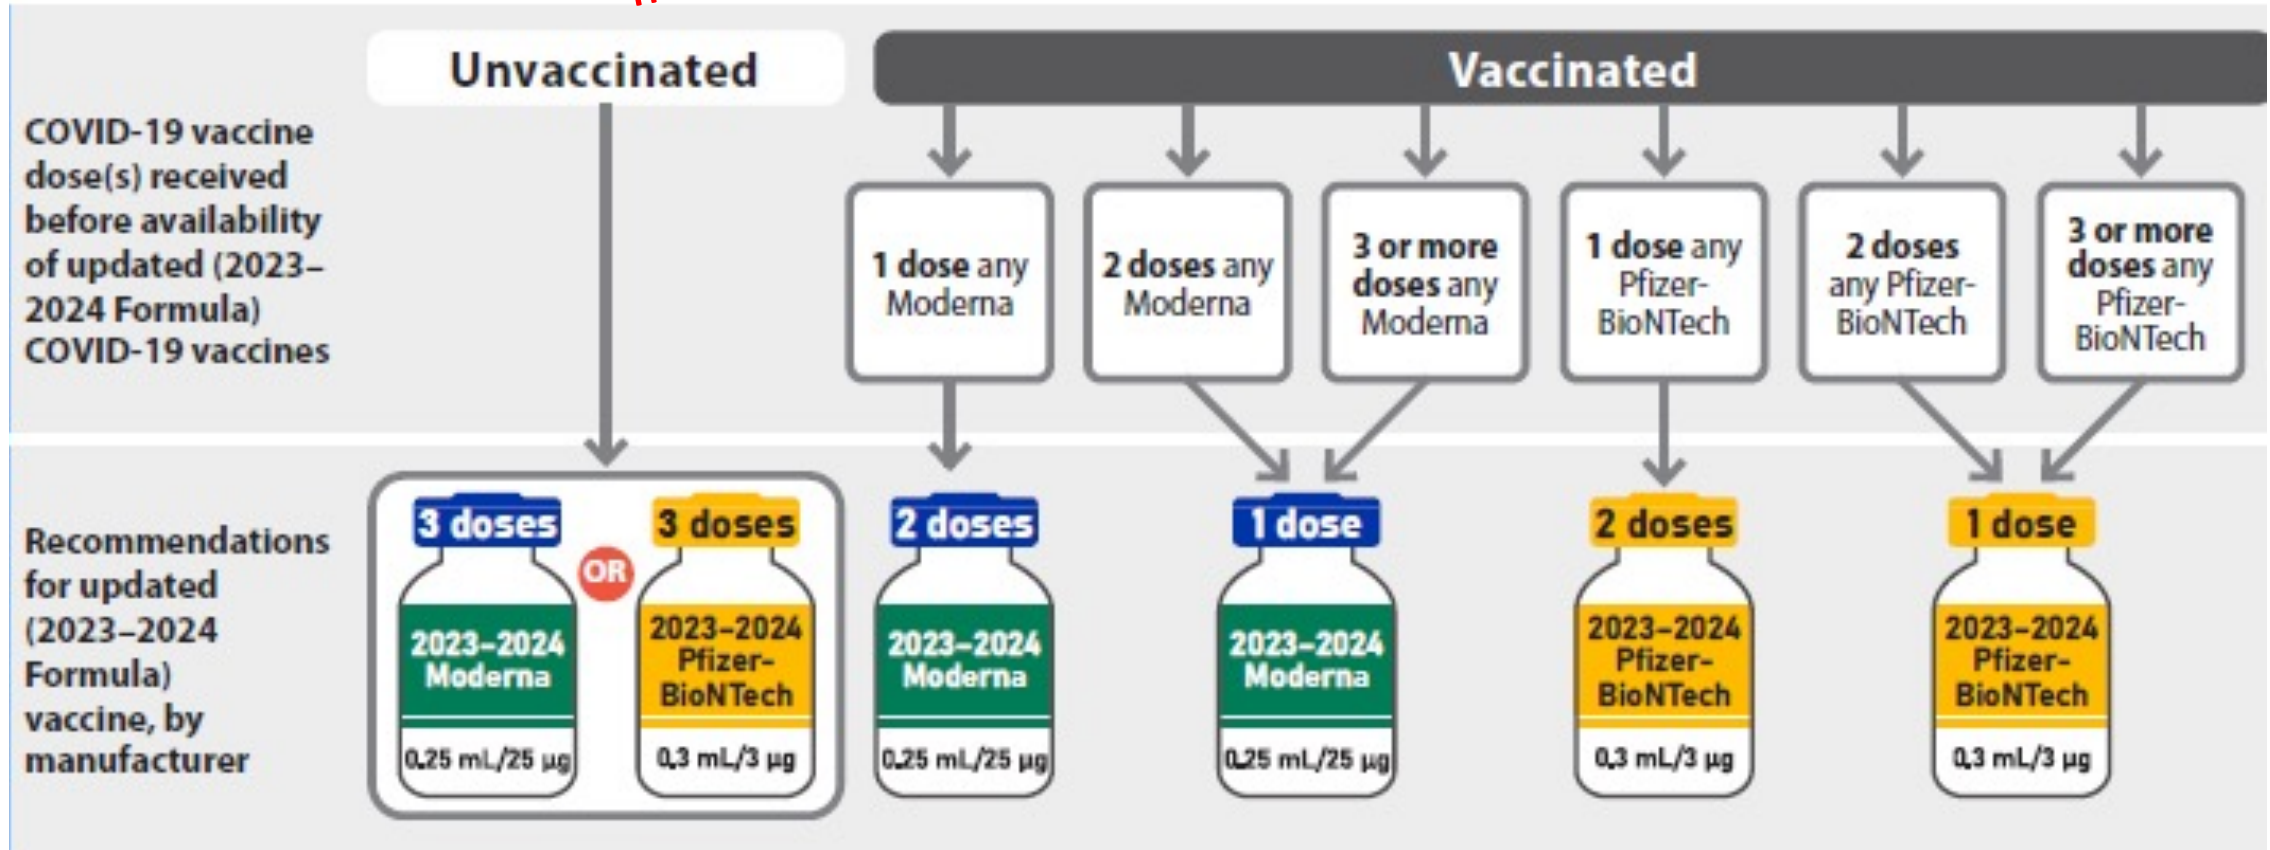 Unvaccinated
Vaccinated
COVID-19 vaccine
dose(s) received
before availability
of updated (2023–
2024 Formula)
COVID-19 vaccines
1 dose any
Moderna
2 doses any
Moderna
3 or more
doses any
Moderna
1 dose any
Pfizer-
BioNTech
2 doses
any Pfizer-
BioNTech
3 or more
doses any
Pfizer-
BioNTech
Recommendations
for updated
(2023–2024
Formula)
vaccine, by
manufacturer
3 doses
2023–2024
Moderna
0.25 mL/25 µg
OR
3 doses
2023–2024
Pfizer-
BioNTech
0.3 mL/3 µg
2 doses
2023–2024
Moderna
0.25 mL/25 µg
1 dose
2023–2024
Moderna
0.25 mL/25 µg
2 doses
2023–2024
Pfizer-
BioNTech
0.3 mL/3 µg
1 dose
2023–2024
Pfizer-
BioNTech
0.3 mL/3 µg